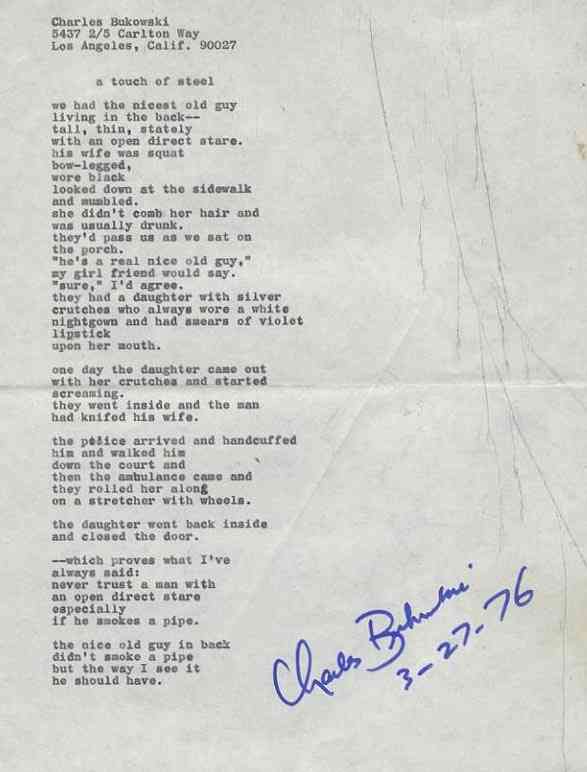 Charles Bukowski
5437 2/5 Carlton Way
Los Angeles, Calif. 90027
a touch of steel
we had the nicest old guy
living in the back--
tall, thin, stately
with an open direct stare.
his wife was squat
bow-legged,
wore black
looked down at the sidewalk
and mumbled.
she didn't comb her hair and
was usually drunk.
they'd pass us as we sat on
the porch.
"he's a real nice old guy,"
my girl friend would say.
"sure," I'd agree.
they had a daughter with silver
crutches who always wore a white
nightgown and had smears of violet
lipstick
upon her mouth.
one day the daughter came out
with her crutches and started
screaming.
they went inside and the man
had knifed his wife.
the police arrived and handcuffed
him and walked him
down the court and
then the ambulance came and
they rolled her along
on a stretcher with wheels.
the daughter went back inside
and closed the door.
--which proves what I've
always said:
never trust a man with
an open direct stare
especially
if he smokes a pipe.
the nice old guy in back
didn't smoke a pipe
but the way I see it
he should have.
Charles Bukowski
3-27-76